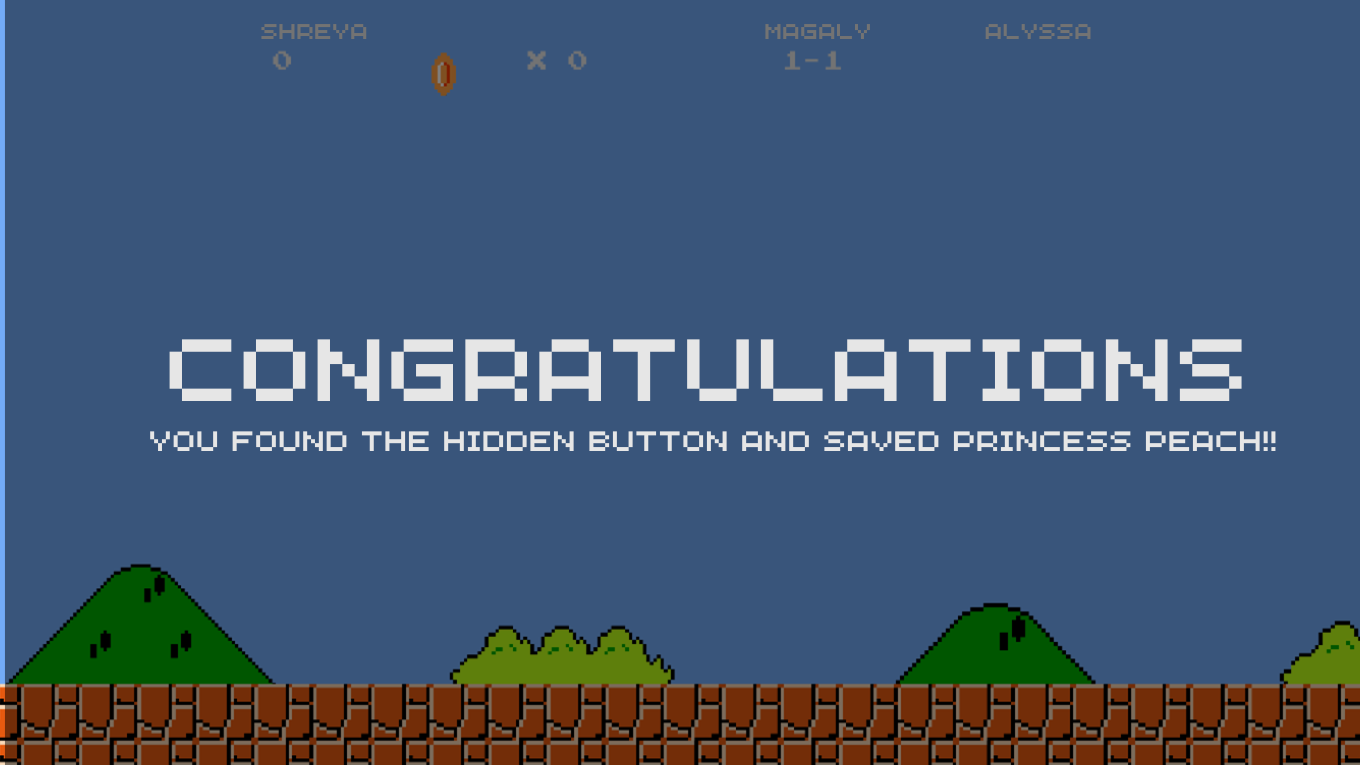 SHREYA MAGALY ALYSSA
0 × 0 1-1
CONGRATULATIONS
YOU FOUND THE HIDDEN BUTTON AND SAVED PRINCESS PEACH!!